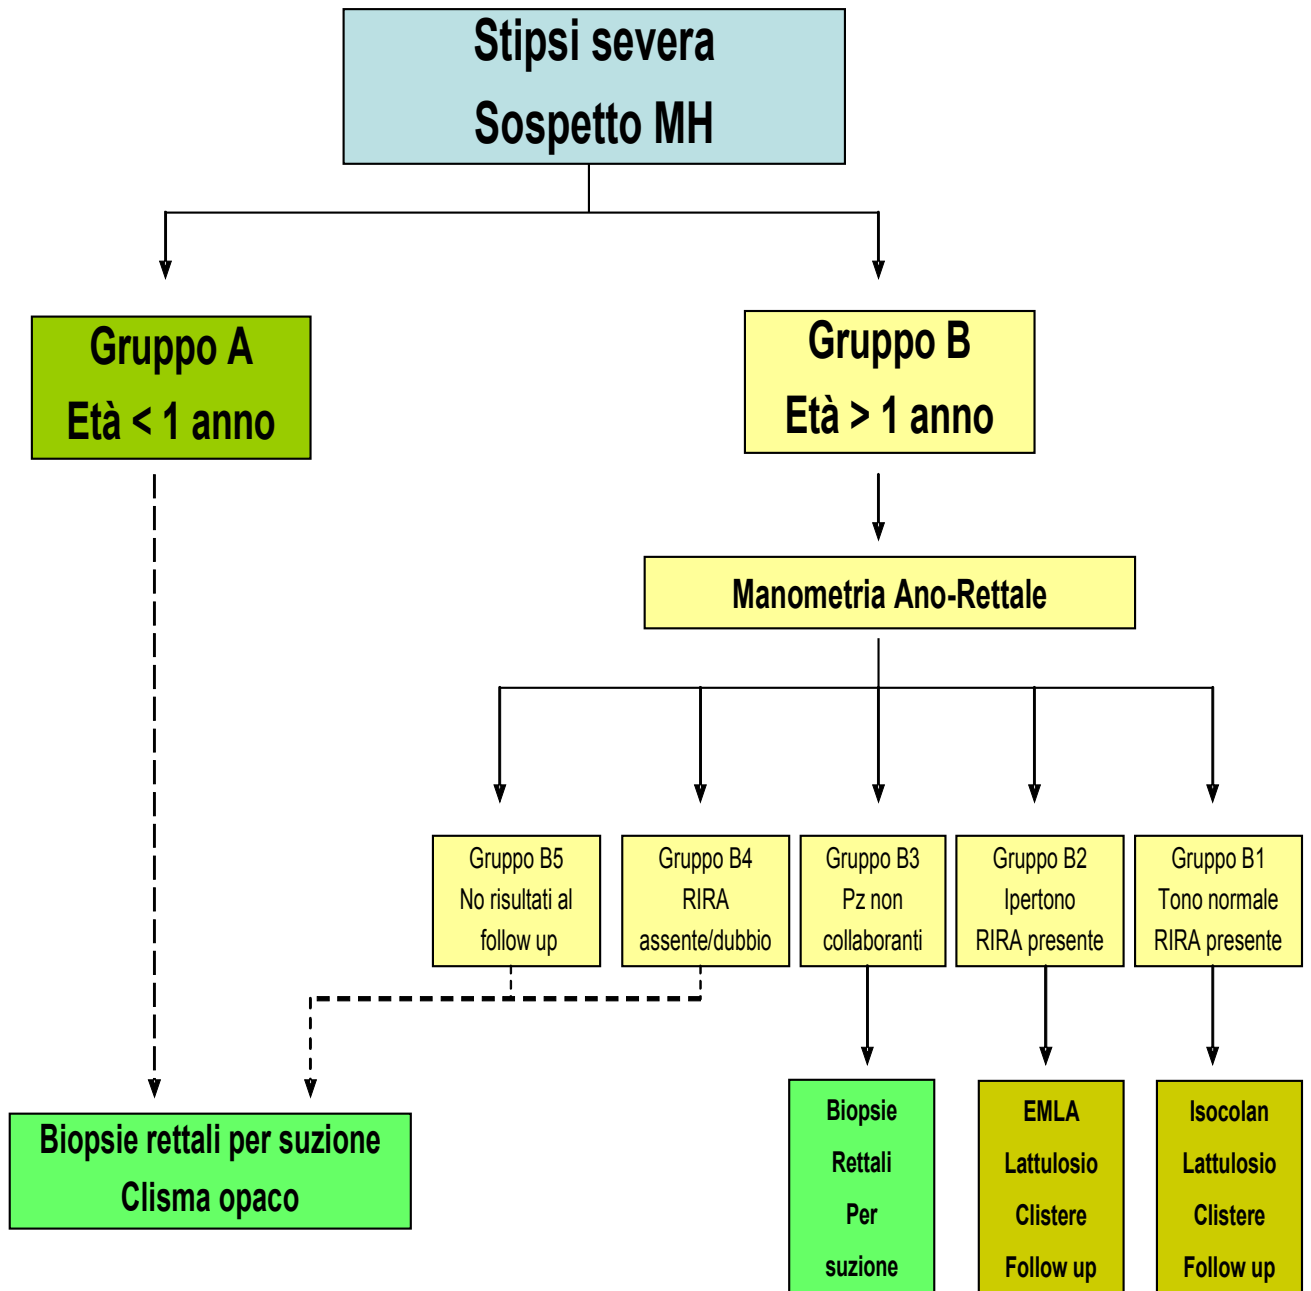 Stipsi severa
Sospetto MH
Gruppo A
Età < 1 anno
Gruppo B
Età > 1 anno
Manometria Ano-Rettale
Gruppo B5
No risultati al
follow up
Gruppo B4
RIRA
assente/dubbio
Gruppo B3
Pz non
collaboranti
Gruppo B2
Ipertono
RIRA presente
Gruppo B1
Tono normale
RIRA presente
Biopsie rettali per suzione
Clisma opaco
Biopsie
Rettali
Per
suzione
EMLA
Lattulosio
Clistere
Follow up
Isocolan
Lattulosio
Clistere
Follow up